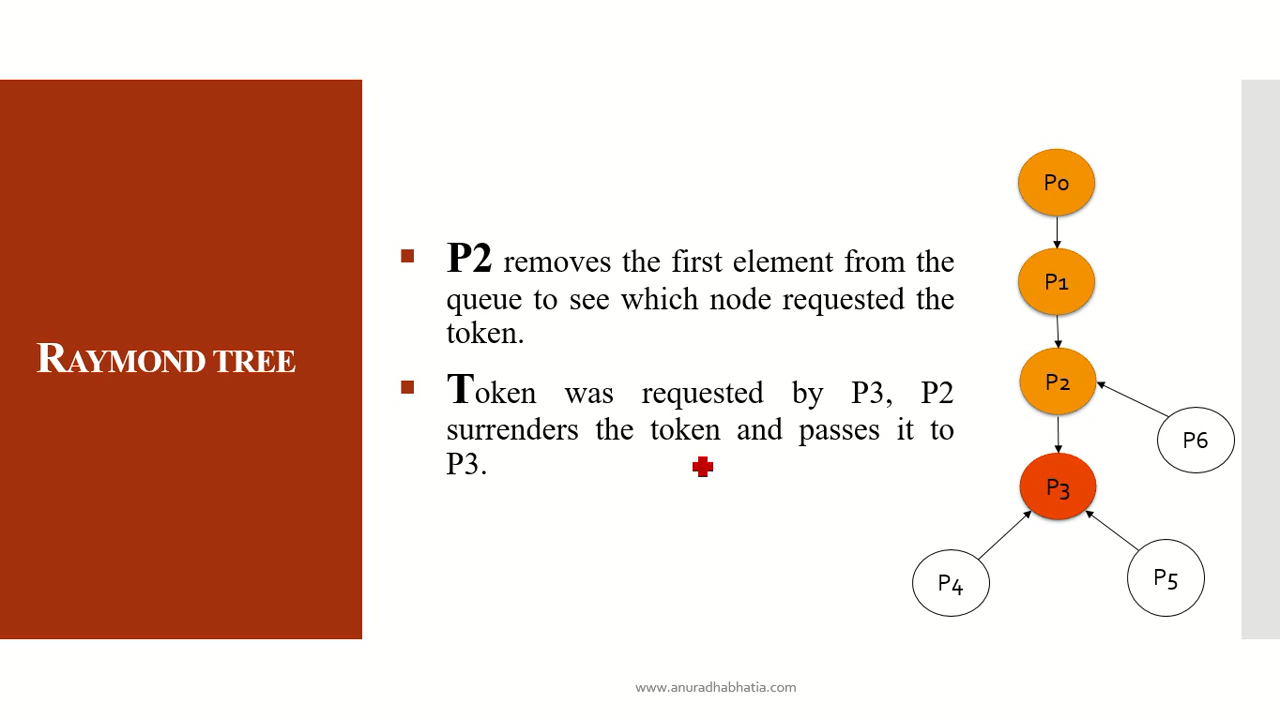 RAYMOND TREE
P2 removes the first element from the
queue to see which node requested the
token.
Token was requested by P3, P2
surrenders the token and passes it to
P3.
P0
P1
P2
P6
P3
P4
P5
www.anuradhabhatia.com